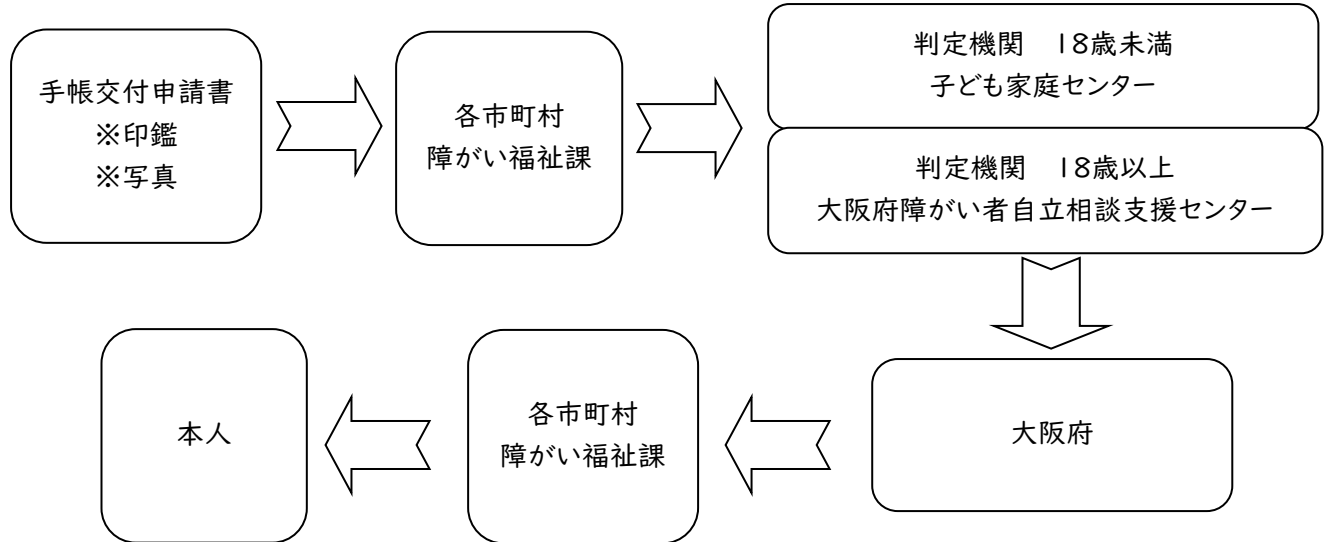 手帳交付申請書
※印鑑
※写真
各市町村
障がい福祉課
判定機関　18歳未満
子ども家庭センター
判定機関　18歳以上
大阪府障がい者自立相談支援センター
大阪府
各市町村
障がい福祉課
本人